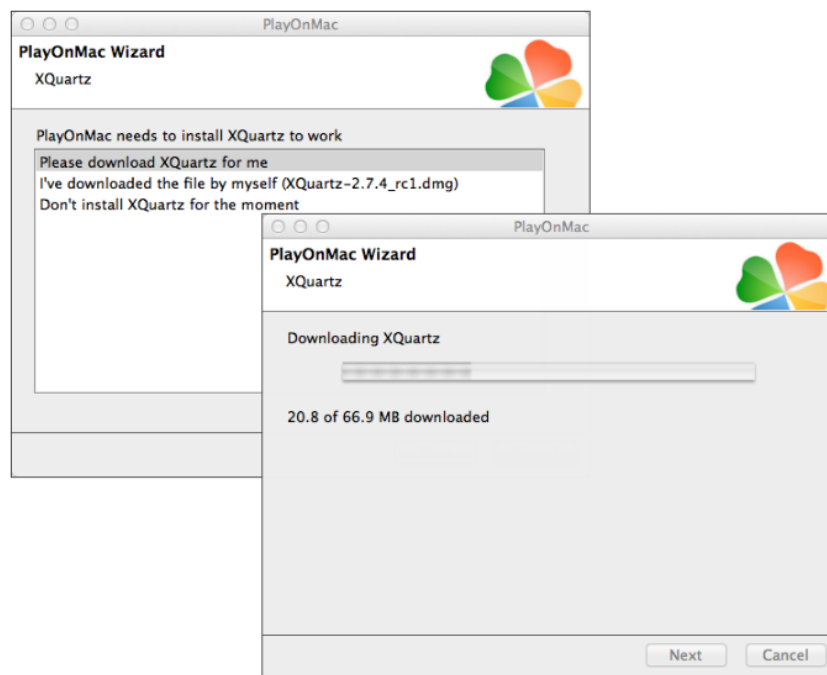 PlayOnMac
PlayOnMac Wizard
XQuartz
PlayOnMac needs to install XQuartz to work
Please download XQuartz for me
I've downloaded the file by myself (XQuartz-2.7.4_rc1.dmg)
Don't install XQuartz for the moment
PlayOnMac
PlayOnMac Wizard
XQuartz
Downloading XQuartz
20.8 of 66.9 MB downloaded
Next
Cancel